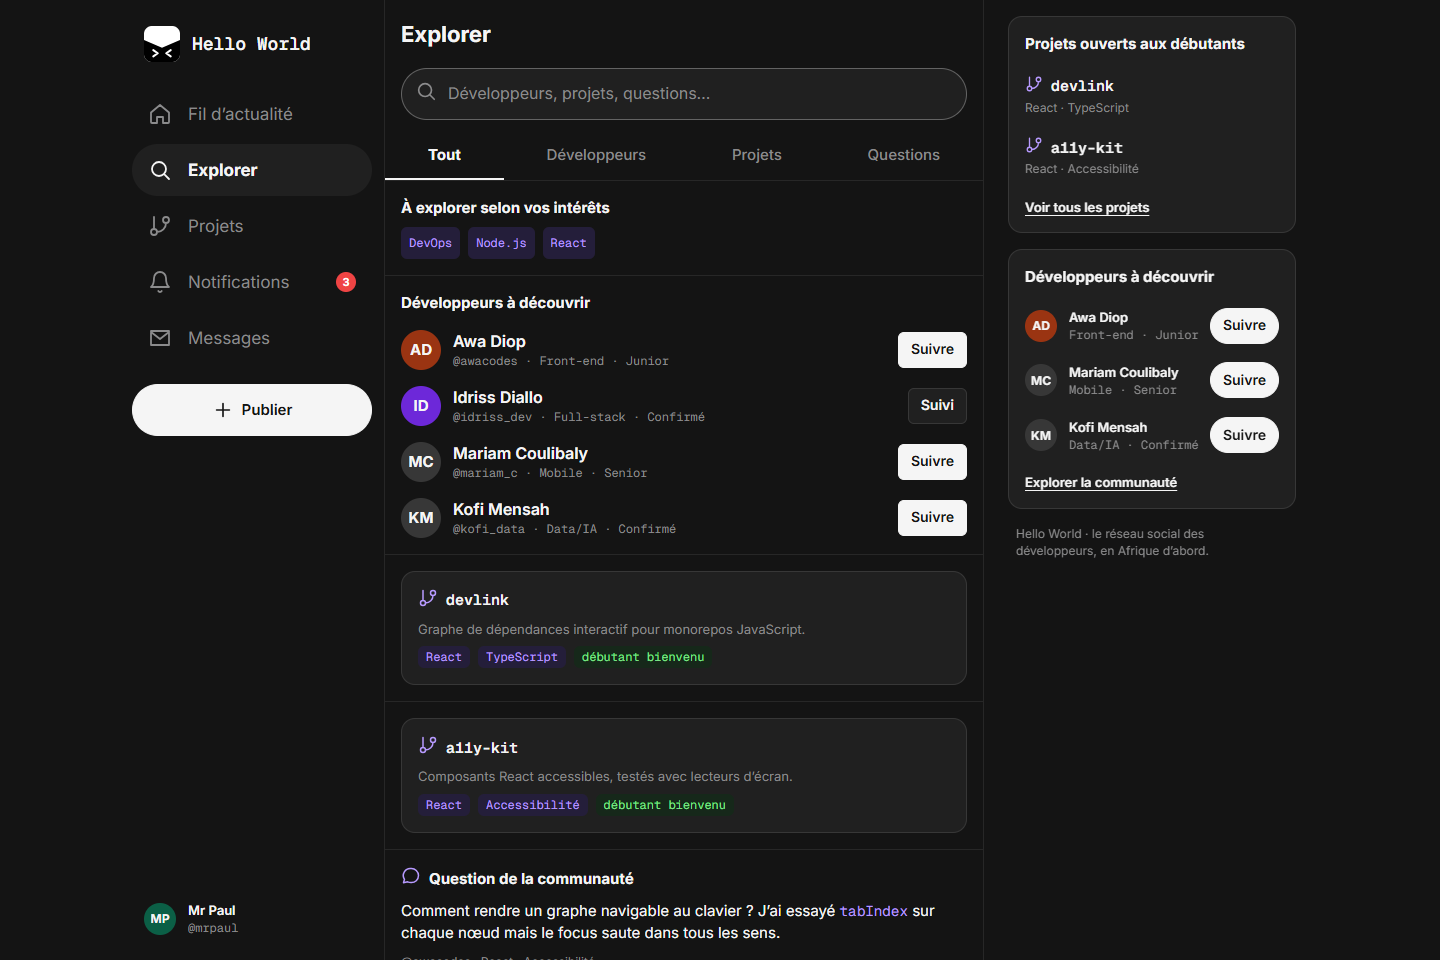 Hello World
Fil d’actualité
Explorer
Projets
Notifications 3
Messages
Publier
MP
Mr Paul
@mrpaul
Explorer
Développeurs, projets, questions...
Tout Développeurs Projets Questions
À explorer selon vos intérêts
DevOps Node.js React
Développeurs à découvrir
AD
Awa Diop
@awacodes · Front-end · Junior
Suivre
ID
Idriss Diallo
@idriss_dev · Full-stack · Confirmé
Suivi
MC
Mariam Coulibaly
@mariam_c · Mobile · Senior
Suivre
KM
Kofi Mensah
@kofi_data · Data/IA · Confirmé
Suivre
devlink
Graphe de dépendances interactif pour monorepos JavaScript.
React TypeScript débutant bienvenu
a11y-kit
Composants React accessibles, testés avec lecteurs d’écran.
React Accessibilité débutant bienvenu
Question de la communauté
Comment rendre un graphe navigable au clavier ? J’ai essayé tabIndex sur
chaque nœud mais le focus saute dans tous les sens.
Projets ouverts aux débutants
devlink
React · TypeScript
a11y-kit
React · Accessibilité
Voir tous les projets
Développeurs à découvrir
AD
Awa Diop
Front-end · Junior
Suivre
MC
Mariam Coulibaly
Mobile · Senior
Suivre
KM
Kofi Mensah
Data/IA · Confirmé
Suivre
Explorer la communauté
Hello World · le réseau social des
développeurs, en Afrique d’abord.